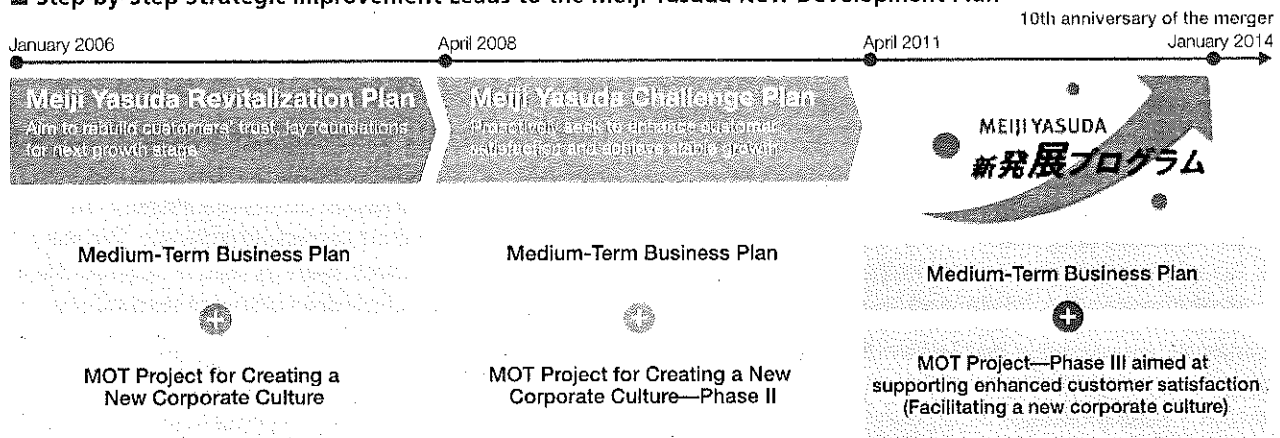 Step-by-Step Strategic Improvement Leads to the Meiji Yasuda New Development Plan
10th anniversary of the merger
January 2006
April 2008
April 2011
January 2014
Meiji Yasuda Revitalization Plan
Aim to rebuild customers' trust, lay foundations
for next growth stage
Meiji Yasuda Challenge Plan
Proactively seek to enhance customer
satisfaction and achieve stable growth
MEIJI YASUDA
新発展プログラム
Medium-Term Business Plan
+
MOT Project for Creating a
New Corporate Culture
Medium-Term Business Plan
+
MOT Project for Creating a New
Corporate Culture—Phase II
Medium-Term Business Plan
+
MOT Project—Phase III aimed at
supporting enhanced customer satisfaction
(Facilitating a new corporate culture)